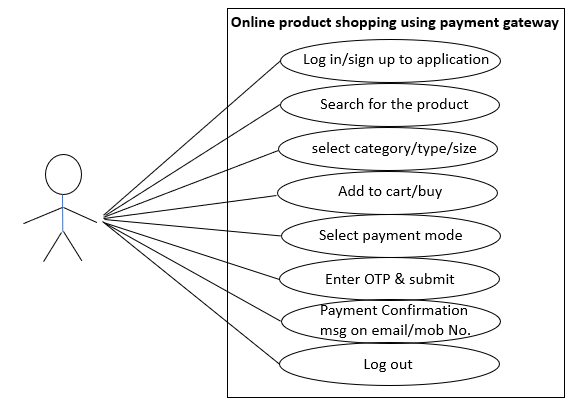 Online product shopping using payment gateway
Log in/sign up to application
Search for the product
select category/type/size
Add to cart/buy
Select payment mode
Enter OTP & submit
Payment Confirmation
msg on email/mob No.
Log out